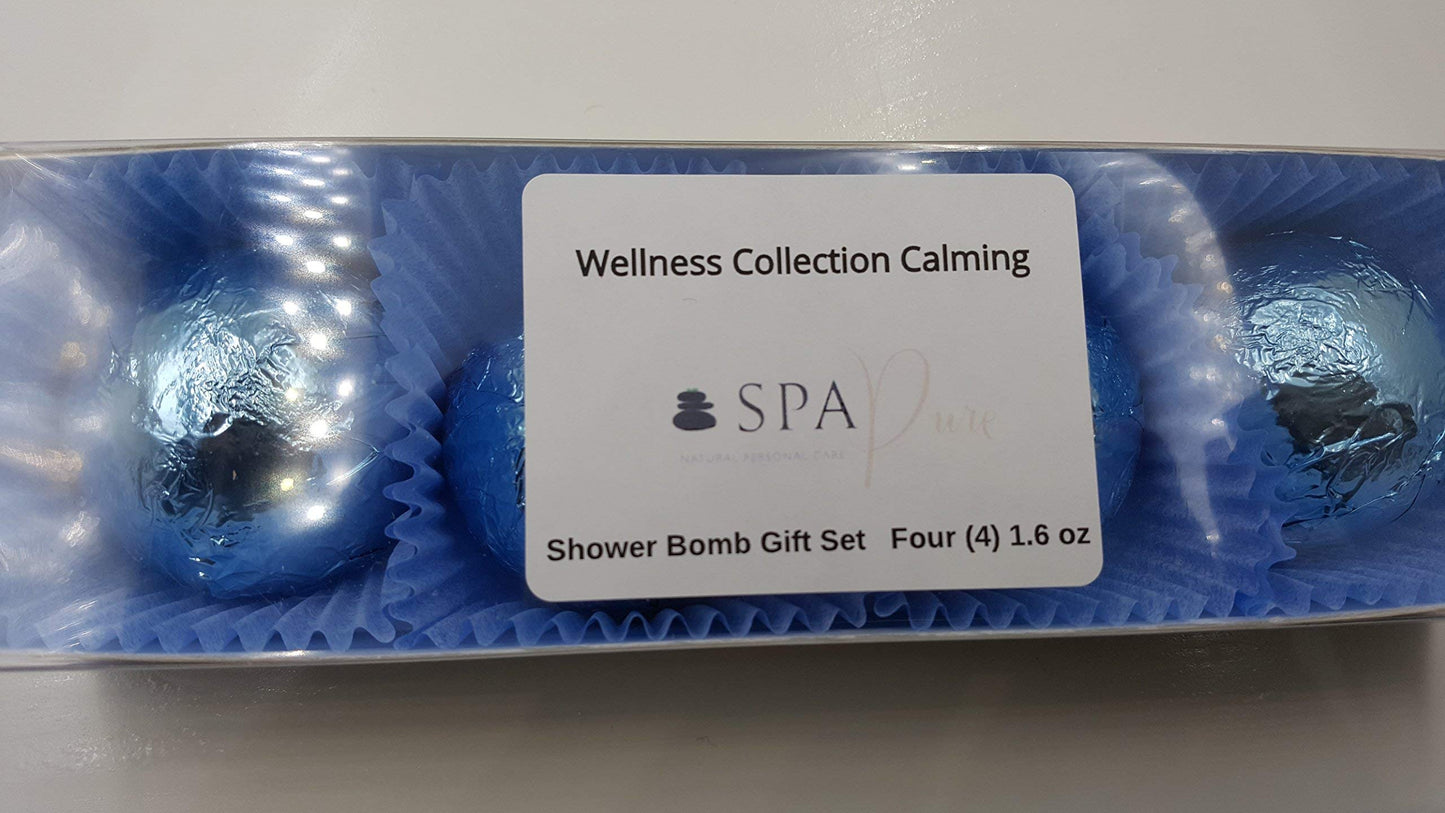 Wellness Collection Calming
SPA Pure
NATURAL PERSONAL CARE
Shower Bomb Gift Set Four (4) 1.6 oz